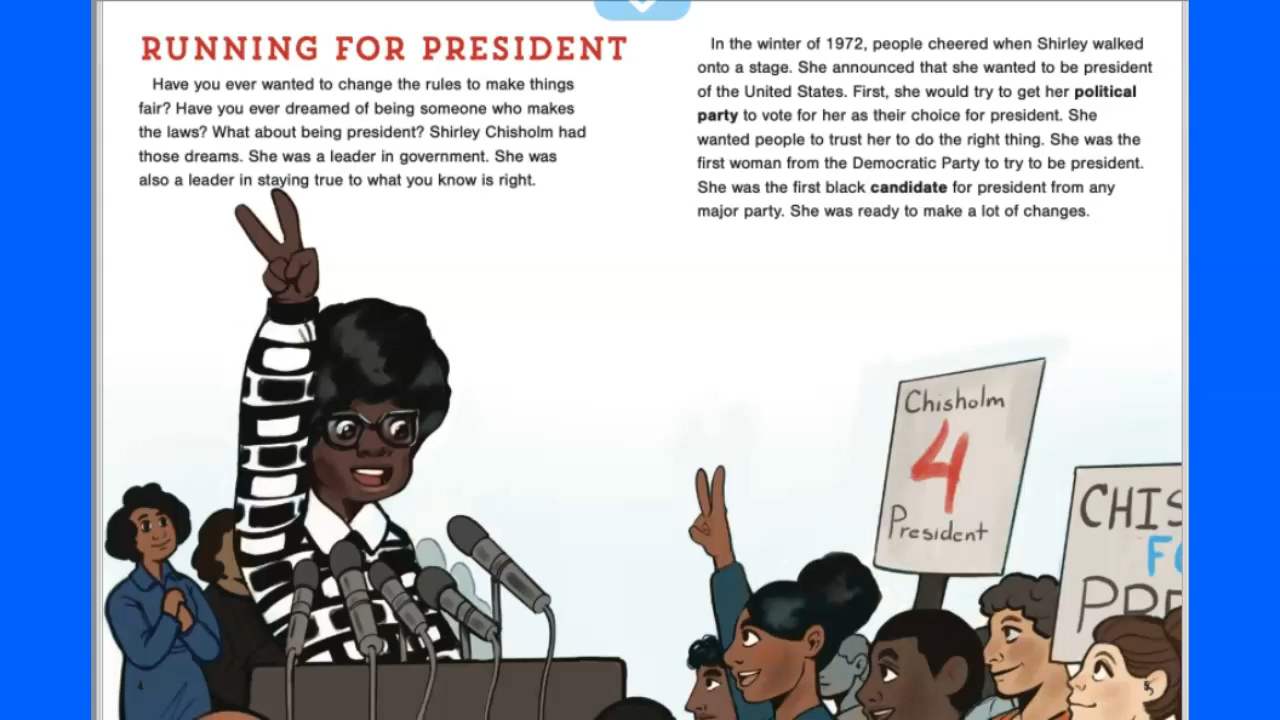 RUNNING FOR PRESIDENT
Have you ever wanted to change the rules to make things
fair? Have you ever dreamed of being someone who makes
the laws? What about being president? Shirley Chisholm had
those dreams. She was a leader in government. She was
also a leader in staying true to what you know is right.
In the winter of 1972, people cheered when Shirley walked
onto a stage. She announced that she wanted to be president
of the United States. First, she would try to get her political
party to vote for her as their choice for president. She
wanted people to trust her to do the right thing. She was the
first woman from the Democratic Party to try to be president.
She was the first black candidate for president from any
major party. She was ready to make a lot of changes.
Chisholm
4
President
CHIS
FO
PRE